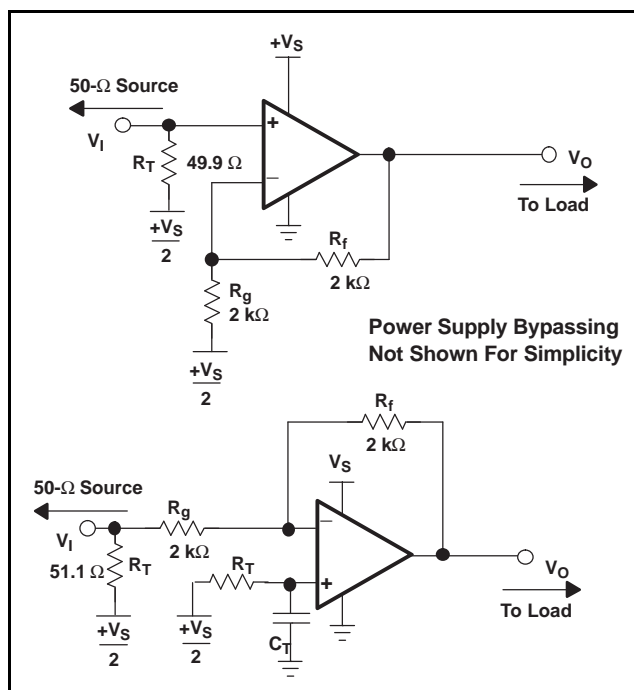 +VS
50-Ω Source
VI
RT
49.9 Ω
+VS
2
+
−
VO
To Load
Rf
2 kΩ
Rg
2 kΩ
+VS
2
Power Supply Bypassing
Not Shown For Simplicity
Rf
2 kΩ
VS
50-Ω Source
VI
Rg
2 kΩ
51.1 Ω
RT
RT
−
+
VO
To Load
+VS
2
+VS
2
CT